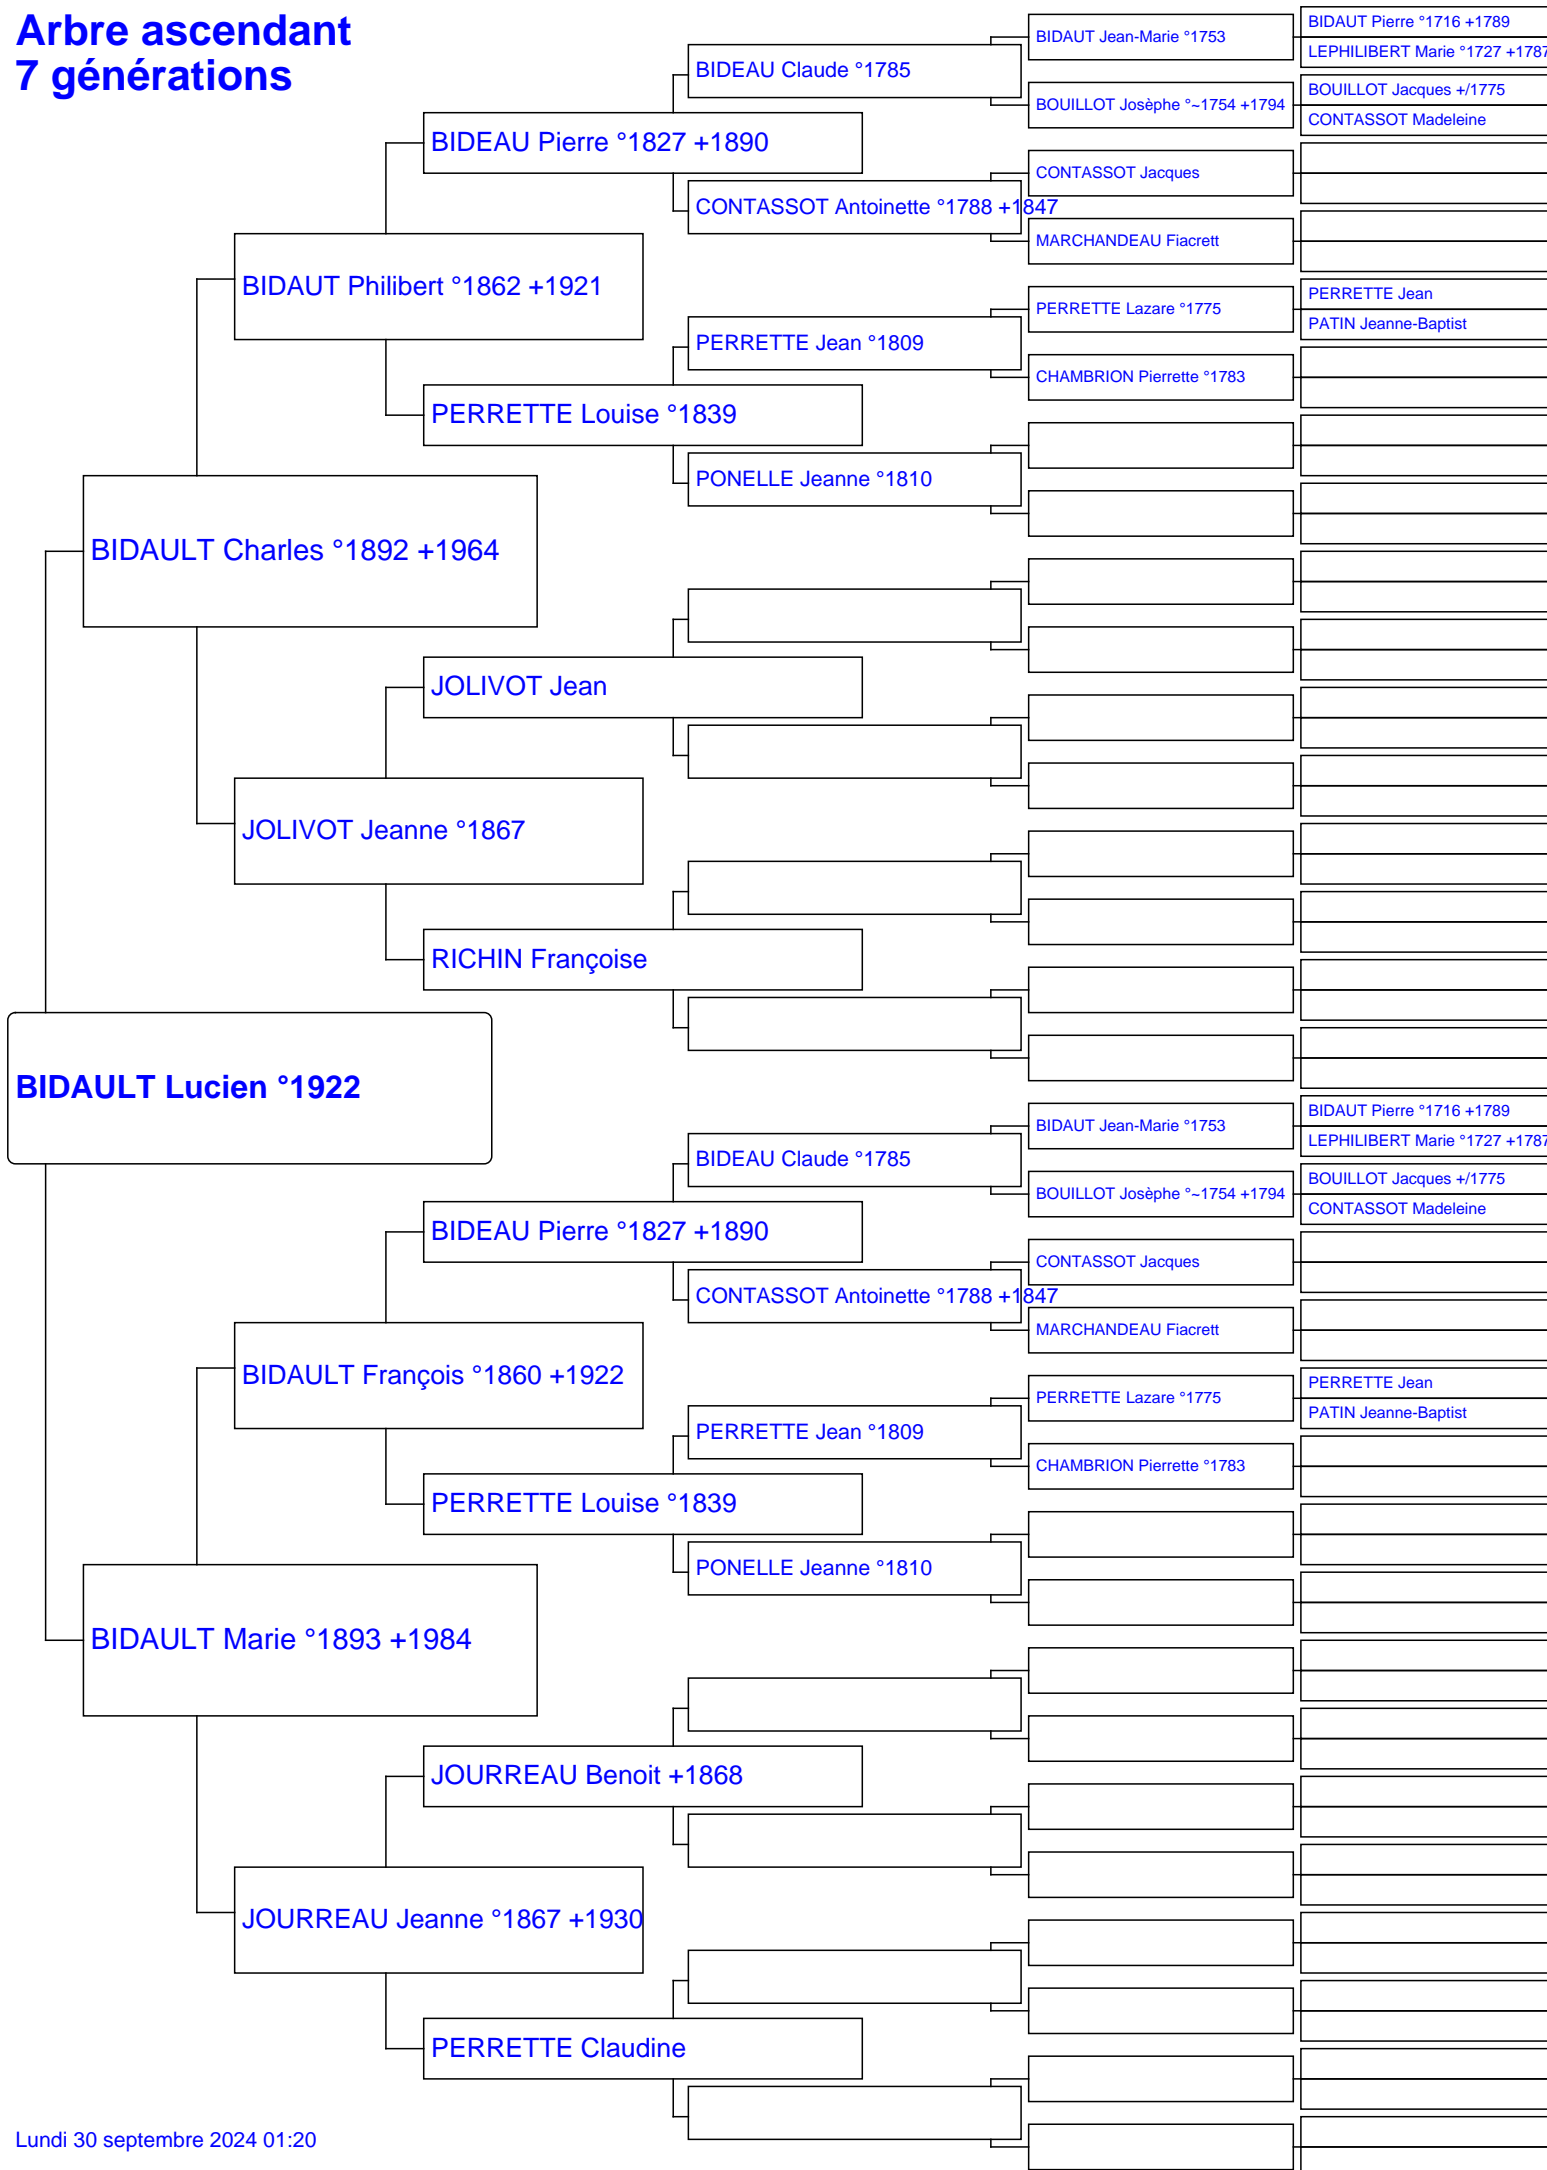 Arbre ascendant
7 générations
BIDAUT Jean-Marie °1753
BIDAUT Pierre °1716 +1789
LEPHILIBERT Marie °1727 +1787
BIDEAU Claude °1785
BOUILLOT Josèphe °~1754 +1794
BOUILLOT Jacques +/1775
CONTASSOT Madeleine
BIDEAU Pierre °1827 +1890
CONTASSOT Jacques
CONTASSOT Antoinette °1788 +1847
MARCHANDEAU Fiacrett
BIDAUT Philibert °1862 +1921
PERRETTE Lazare °1775
PERRETTE Jean
PATIN Jeanne-Baptist
PERRETTE Jean °1809
CHAMBRION Pierrette °1783
PERRETTE Louise °1839
PONELLE Jeanne °1810
BIDAULT Charles °1892 +1964
JOLIVOT Jean
JOLIVOT Jeanne °1867
RICHIN Françoise
BIDAULT Lucien °1922
BIDAUT Jean-Marie °1753
BIDAUT Pierre °1716 +1789
LEPHILIBERT Marie °1727 +1787
BIDEAU Claude °1785
BOUILLOT Josèphe °~1754 +1794
BOUILLOT Jacques +/1775
CONTASSOT Madeleine
BIDEAU Pierre °1827 +1890
CONTASSOT Jacques
CONTASSOT Antoinette °1788 +1847
MARCHANDEAU Fiacrett
BIDAULT François °1860 +1922
PERRETTE Lazare °1775
PERRETTE Jean
PATIN Jeanne-Baptist
PERRETTE Jean °1809
CHAMBRION Pierrette °1783
PERRETTE Louise °1839
PONELLE Jeanne °1810
BIDAULT Marie °1893 +1984
JOURREAU Benoit +1868
JOURREAU Jeanne °1867 +1930
PERRETTE Claudine
Lundi 30 septembre 2024 01:20